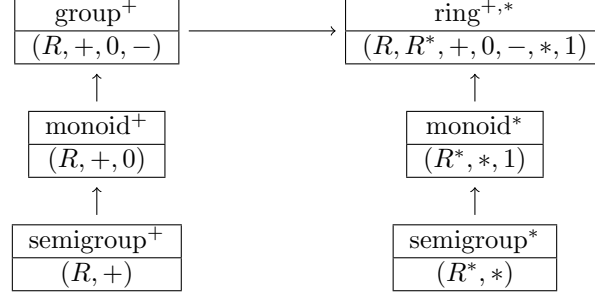 group⁺
(R, +, 0, −)
ring⁺,*
(R, R*, +, 0, −, *, 1)
monoid⁺
(R, +, 0)
monoid*
(R*, *, 1)
semigroup⁺
(R, +)
semigroup*
(R*, *)